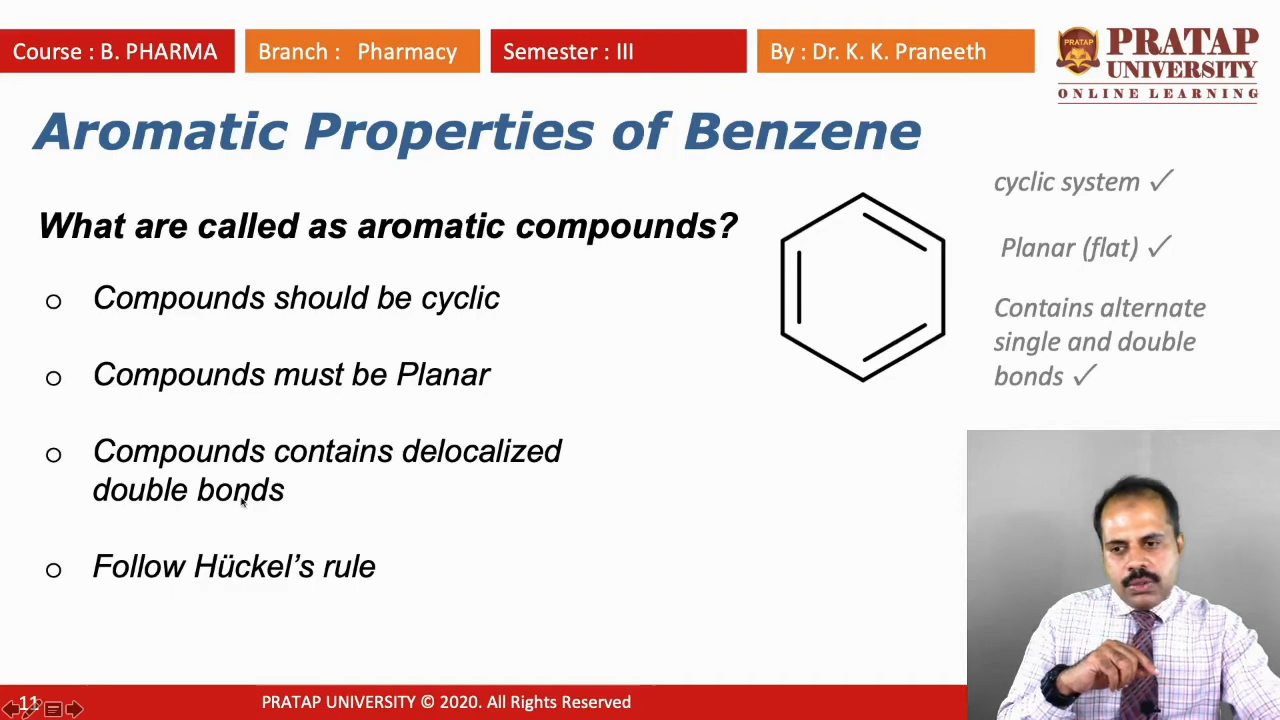 Course : B. PHARMA
Branch : Pharmacy
Semester : III
By : Dr. K. K. Praneeth
PRATAP
PRATAP
UNIVERSITY
ONLINE LEARNING
Aromatic Properties of Benzene
What are called as aromatic compounds?
o Compounds should be cyclic
o Compounds must be Planar
o Compounds contains delocalized
double bonds
o Follow Hückel’s rule
cyclic system ✓
Planar (flat) ✓
Contains alternate
single and double
bonds ✓
11
PRATAP UNIVERSITY © 2020. All Rights Reserved